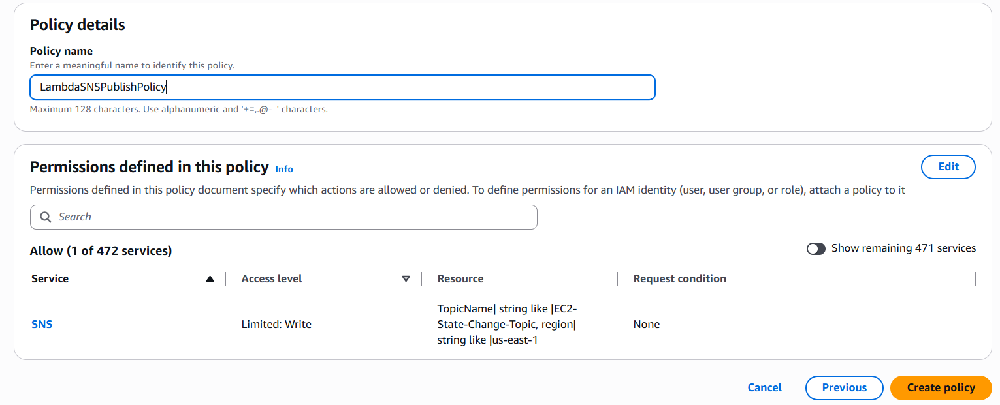 Policy details
Policy name
Enter a meaningful name to identify this policy.
LambdaSNSPublishPolicy
Maximum 128 characters. Use alphanumeric and '+=,.@-_' characters.
Permissions defined in this policy Info
Edit
Permissions defined in this policy document specify which actions are allowed or denied. To define permissions for an IAM identity (user, user group, or role), attach a policy to it
Search
Allow (1 of 472 services)
Show remaining 471 services
Service
Access level
Resource
Request condition
SNS
Limited: Write
TopicName| string like |EC2-
State-Change-Topic, region|
string like |us-east-1
None
Cancel
Previous
Create policy